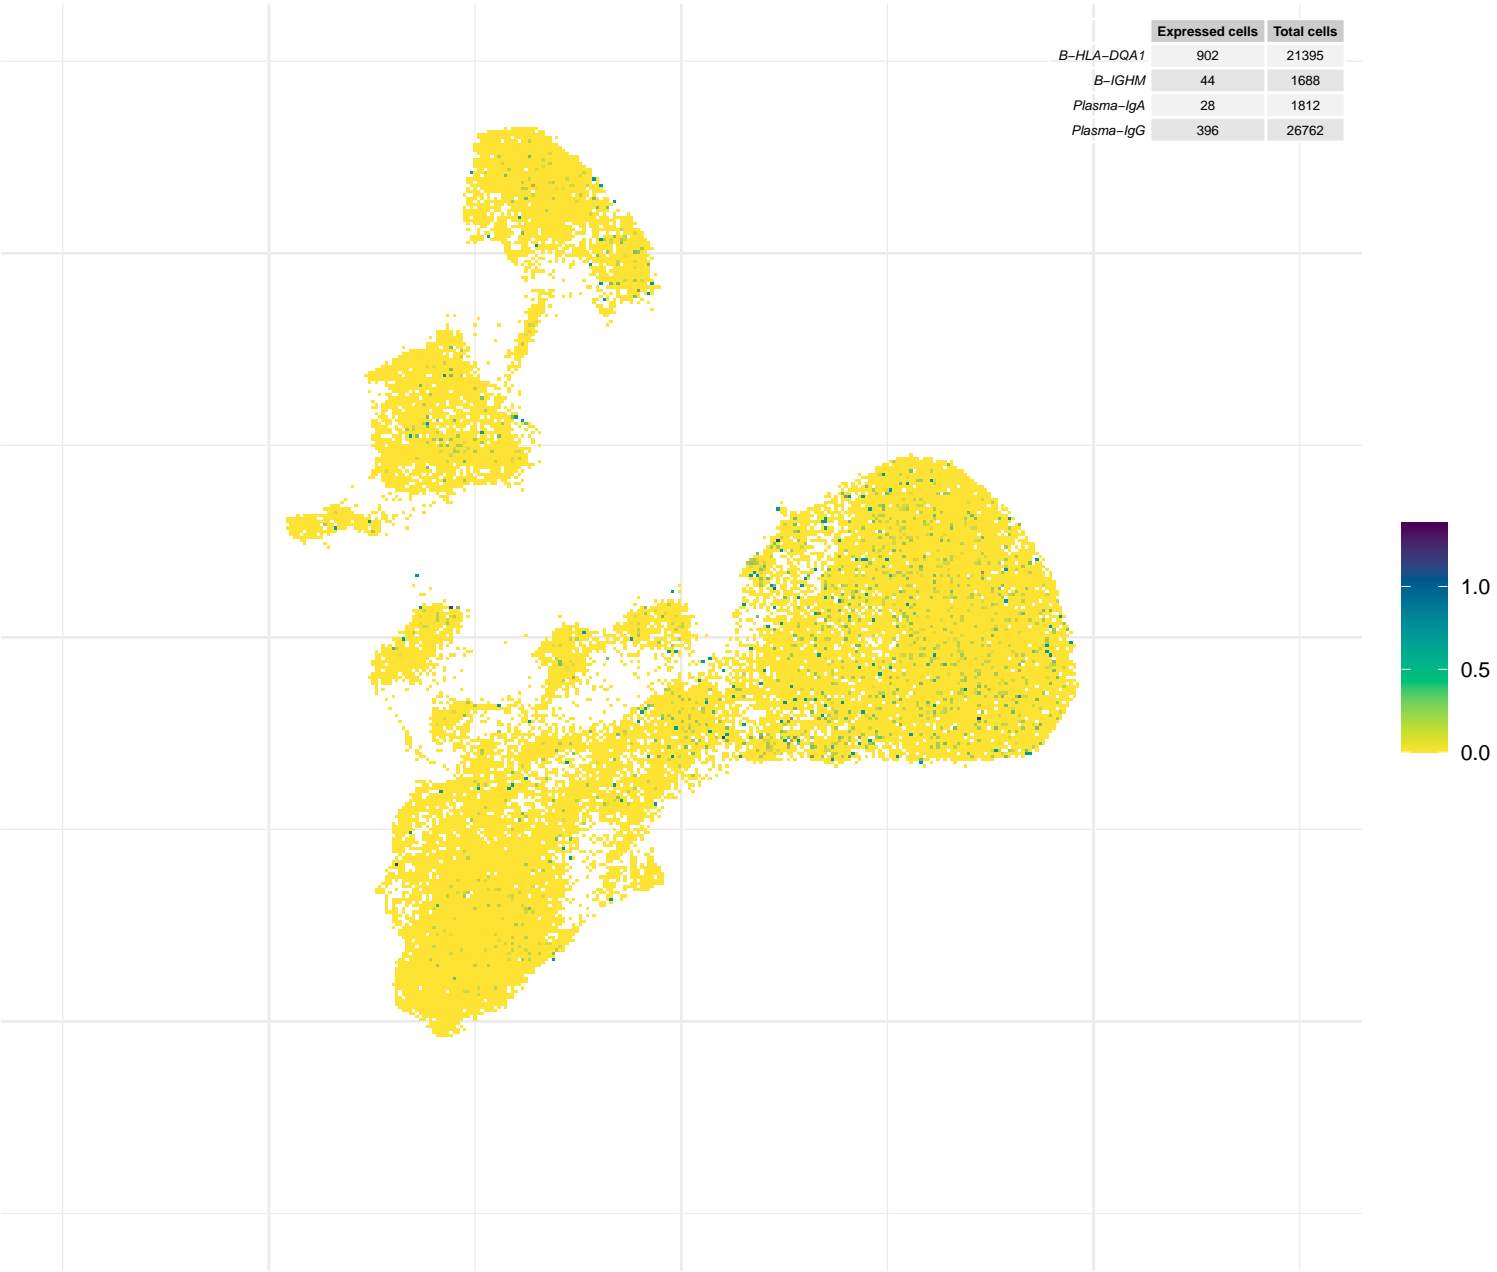 Expressed cells Total cells
B−HLA−DQA1 902 21395
B−IGHM 44 1688
Plasma−IgA 28 1812
Plasma−IgG 396 26762
1.0
0.5
0.0